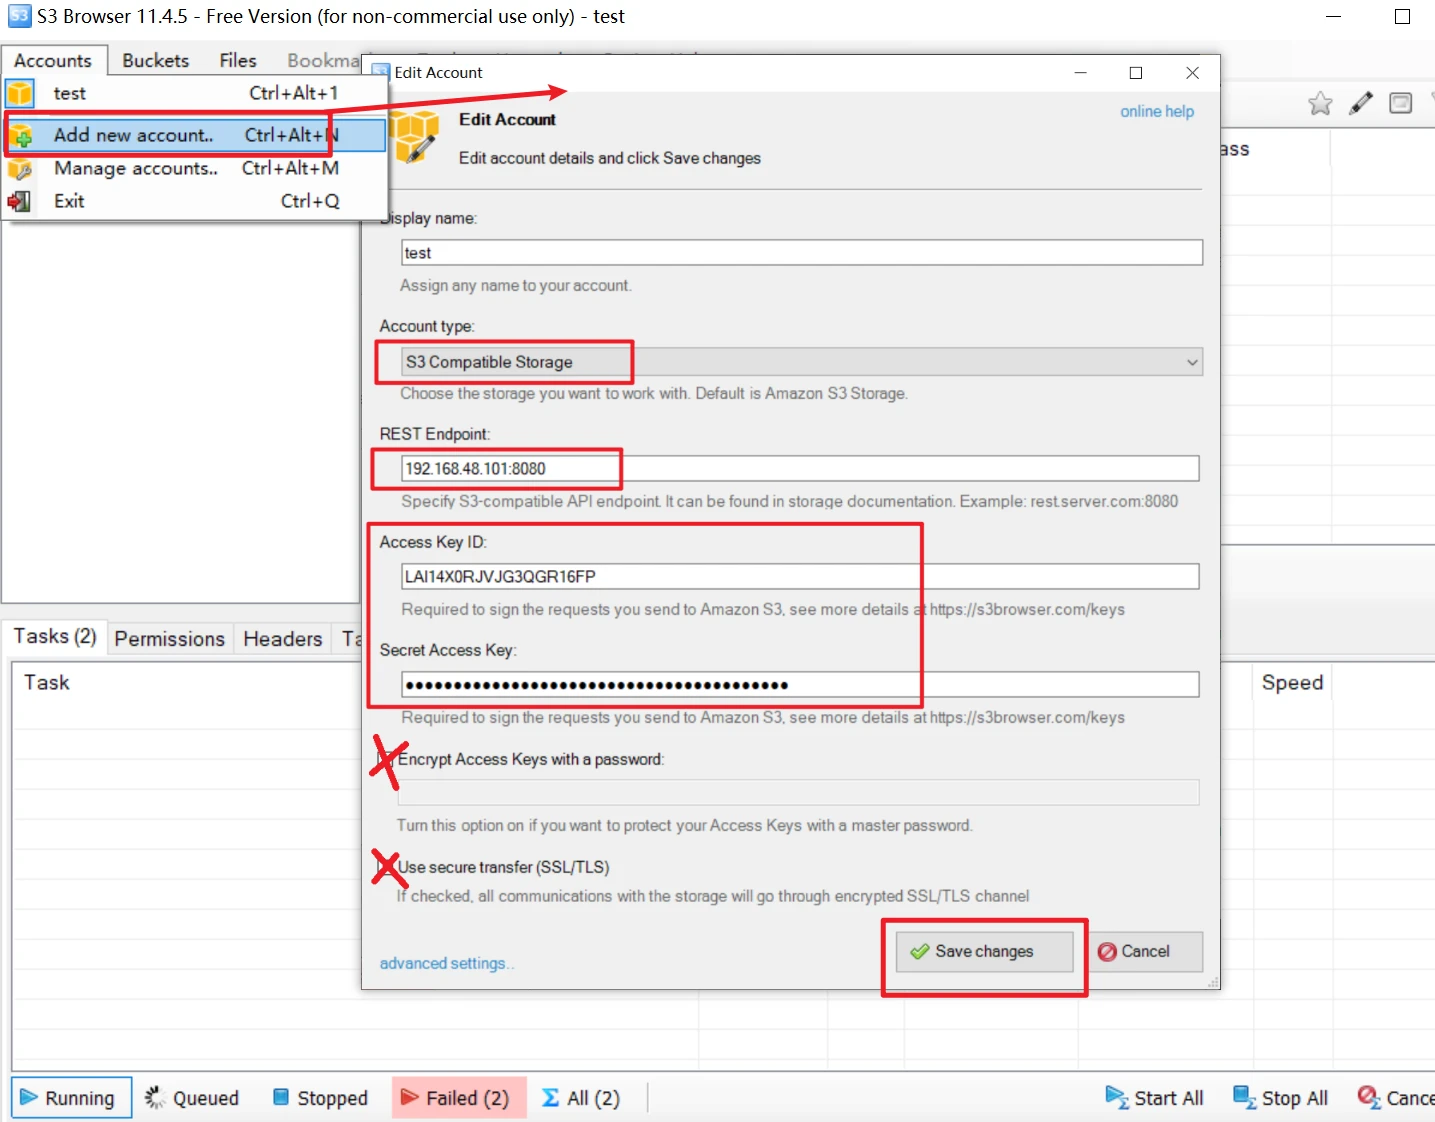 S3 Browser 11.4.5 - Free Version (for non-commercial use only) - test
Accounts Buckets Files Bookma
test Ctrl+Alt+1
Add new account.. Ctrl+Alt+N
Manage accounts.. Ctrl+Alt+M
Exit Ctrl+Q
Edit Account
online help
Edit Account
Edit account details and click Save changes
ass
Display name:
test
Assign any name to your account.
Account type:
S3 Compatible Storage
Choose the storage you want to work with. Default is Amazon S3 Storage.
REST Endpoint:
192.168.48.101:8080
Specify S3-compatible API endpoint. It can be found in storage documentation. Example: rest.server.com:8080
Access Key ID:
LAI14X0RJVJG3QGR16FP
Required to sign the requests you send to Amazon S3, see more details at https://s3browser.com/keys
Secret Access Key:
••••••••••••••••••••••••••••••••••••••••
Required to sign the requests you send to Amazon S3, see more details at https://s3browser.com/keys
Encrypt Access Keys with a password:
Turn this option on if you want to protect your Access Keys with a master password.
Use secure transfer (SSL/TLS)
If checked, all communications with the storage will go through encrypted SSL/TLS channel
advanced settings..
Save changes Cancel
Tasks (2) Permissions Headers Ta
Task Speed
Running Queued Stopped Failed (2) All (2) Start All Stop All Cance